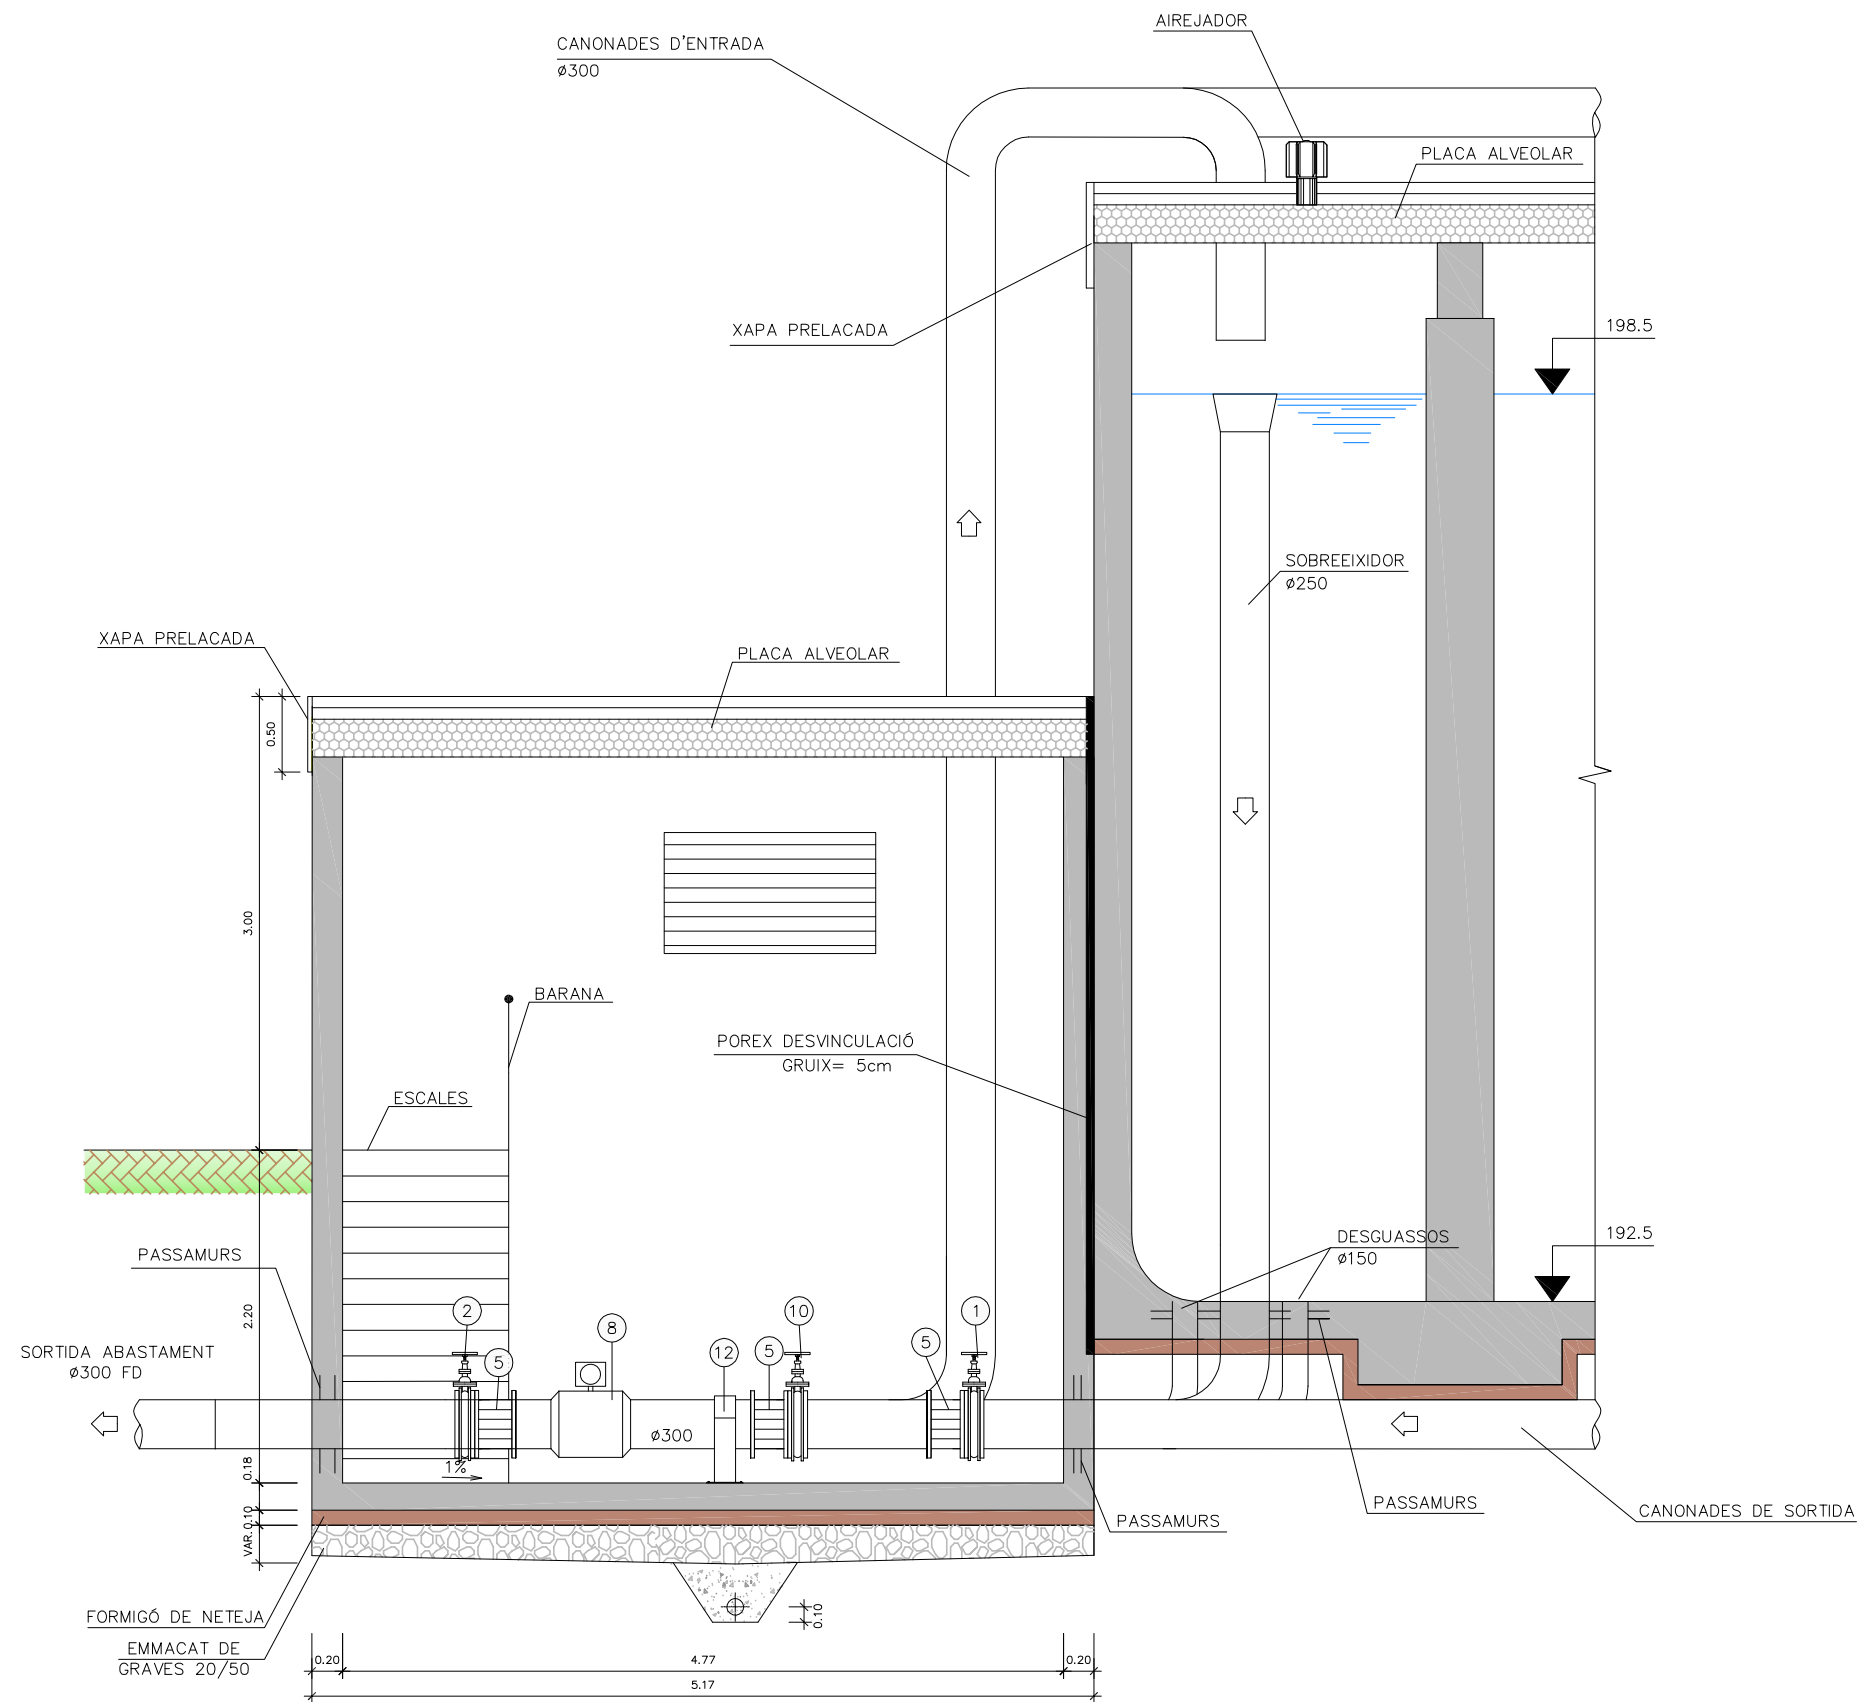 AIREJADOR
CANONADES D'ENTRADA
ø300
PLACA ALVEOLAR
XAPA PRELACADA
198.5
SOBREEIXIDOR
ø250
XAPA PRELACADA
PLACA ALVEOLAR
0.50
3.00
BARANA
POREX DESVINCULACIÓ
GRUIX= 5cm
ESCALES
PASSAMURS
192.5
DESGUASSOS
ø150
2.20
2
5
8
12
5
10
5
1
SORTIDA ABASTAMENT
ø300 FD
ø300
1%
0.18
0.10
VAR.
PASSAMURS
PASSAMURS
CANONADES DE SORTIDA
FORMIGÓ DE NETEJA
EMMACAT DE
GRAVES 20/50
0.10
0.20
4.77
0.20
5.17